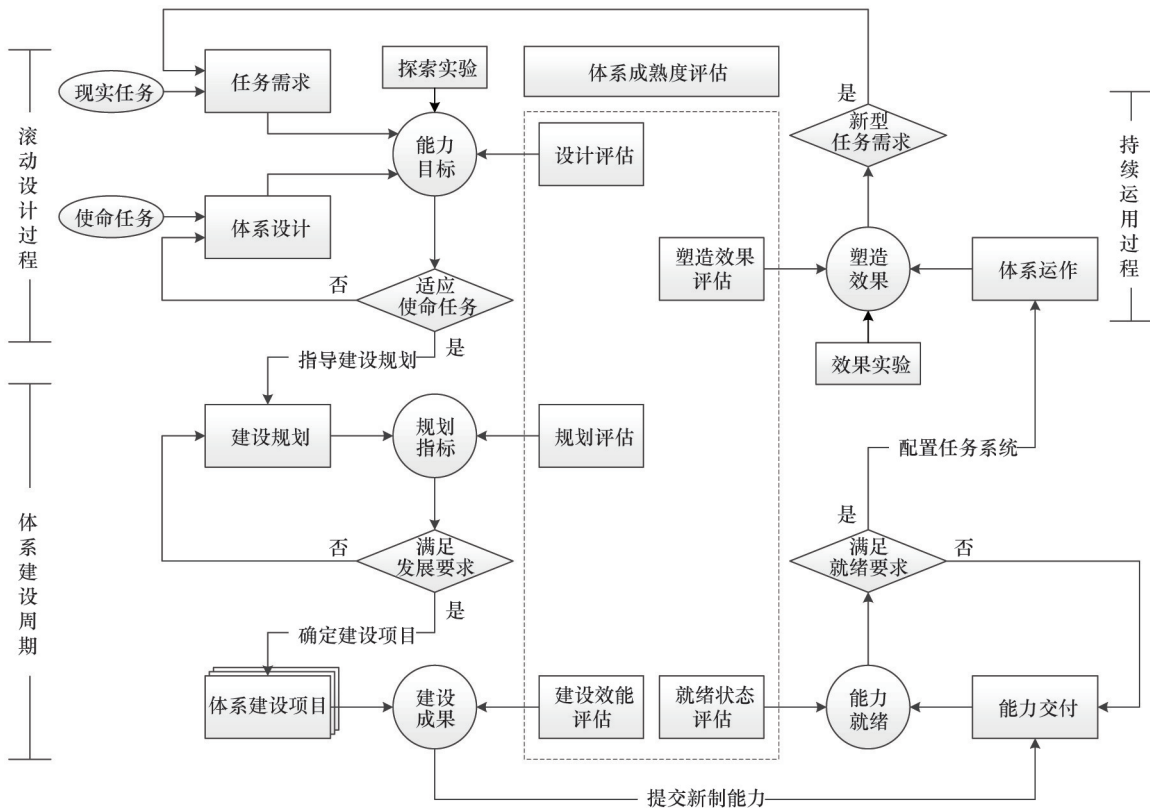 是
现实任务
任务需求
探索实验
体系成熟度评估
新型
任务需求
能力
目标
设计评估
使命任务
体系设计
滚动设计过程
持续运用过程
塑造效果
评估
塑造
效果
体系运作
否
适应
使命任务
是
指导建设规划
效果实验
建设规划
规划
指标
规划评估
配置任务系统
体系建设周期
否
满足
发展要求
是
是
满足
就绪要求
否
确定建设项目
体系建设项目
建设
成果
建设效能
评估
就绪状态
评估
能力
就绪
能力交付
提交新制能力